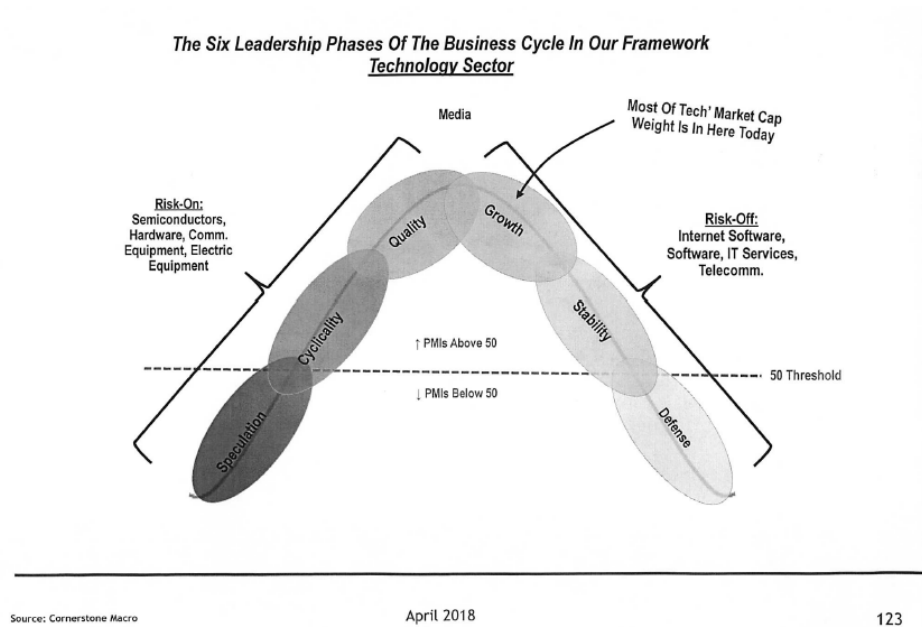 The Six Leadership Phases Of The Business Cycle In Our Framework
Technology Sector
Media
Most Of Tech' Market Cap
Weight Is In Here Today
Risk-On:
Semiconductors,
Hardware, Comm.
Equipment, Electric
Equipment
Quality
Growth
Risk-Off:
Internet Software,
Software, IT Services,
Telecomm.
Cyclicality
Stability
↑ PMIs Above 50
50 Threshold
↓ PMIs Below 50
Speculation
Defense
Source: Cornerstone Macro
April 2018
123